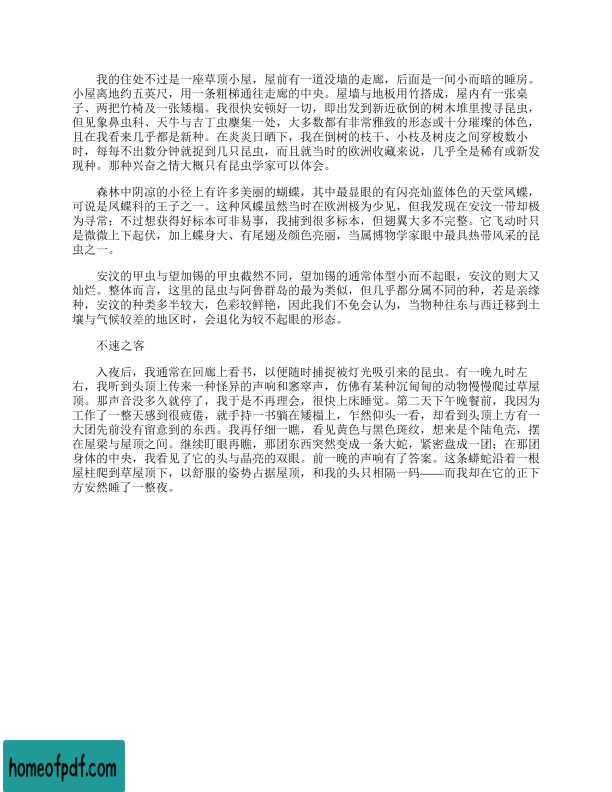 我的住处不过是一座草顶小屋，屋前有一道没墙的走廊，后面是一间小而暗的睡房。
小屋离地约五英尺，用一条粗梯通往走廊的中央。屋墙与地板用竹搭成，屋内有一张桌
子、两把竹椅及一张矮榻。我很快安顿好一切，即出发到新近砍倒的树木堆里搜寻昆虫，
但见象鼻虫科、天牛与吉丁虫麇集一处，大多数都有非常雅致的形态或十分璀璨的体色，
且在我看来几乎都是新种。在炎炎日晒下，我在倒树的枝干、小枝及树皮之间穿梭数小
时，每每不出数分钟就捉到几只昆虫，而且就当时的欧洲收藏来说，几乎全是稀有或新发
现种。那种兴奋之情大概只有昆虫学家可以体会。
森林中阴凉的小径上有许多美丽的蝴蝶，其中最显眼的有闪亮灿蓝体色的天堂凤蝶，
可说是凤蝶科的王子之一。这种凤蝶虽然当时在欧洲极为少见，但我发现在安汶一带却极
为寻常；不过想获得好标本可非易事，我捕到很多标本，但翅翼大多不完整。它飞动时只
是微微上下起伏，加上蝶身大、有尾翅及颜色亮丽，当属博物学家眼中最具热带风采的昆
虫之一。
安汶的甲虫与望加锡的甲虫截然不同，望加锡的通常体型小而不起眼，安汶的则大又
灿烂。整体而言，这里的昆虫与阿鲁群岛的最为类似，但几乎都分属不同的种，若是亲缘
种，安汶的种类多半较大，色彩较鲜艳，因此我们不免会认为，当物种往东与西迁移到土
壤与气候较差的地区时，会退化为较不起眼的形态。
不速之客
入夜后，我通常在回廊上看书，以便随时捕捉被灯光吸引来的昆虫。有一晚九时左
右，我听到头顶上传来一种怪异的声响和窸窣声，仿佛有某种沉甸甸的动物慢慢爬过草屋
顶。那声音没多久就停了，我于是不再理会，很快上床睡觉。第二天下午晚餐前，我因为
工作了一整天感到很疲倦，就手持一书躺在矮榻上，乍然仰头一看，却看到头顶上方有一
大团先前没有留意到的东西。我再仔细一瞧，看见黄色与黑色斑纹，想来是个陆龟壳，摆
在屋梁与屋顶之间。继续盯眼再瞧，那团东西突然变成一条大蛇，紧密盘成一团；在那团
身体的中央，我看见了它的头与晶亮的双眼。前一晚的声响有了答案。这条蟒蛇沿着一根
屋柱爬到草屋顶下，以舒服的姿势占据屋顶，和我的头只相隔一码——而我却在它的正下
方安然睡了一整夜。
homeofpdf.com